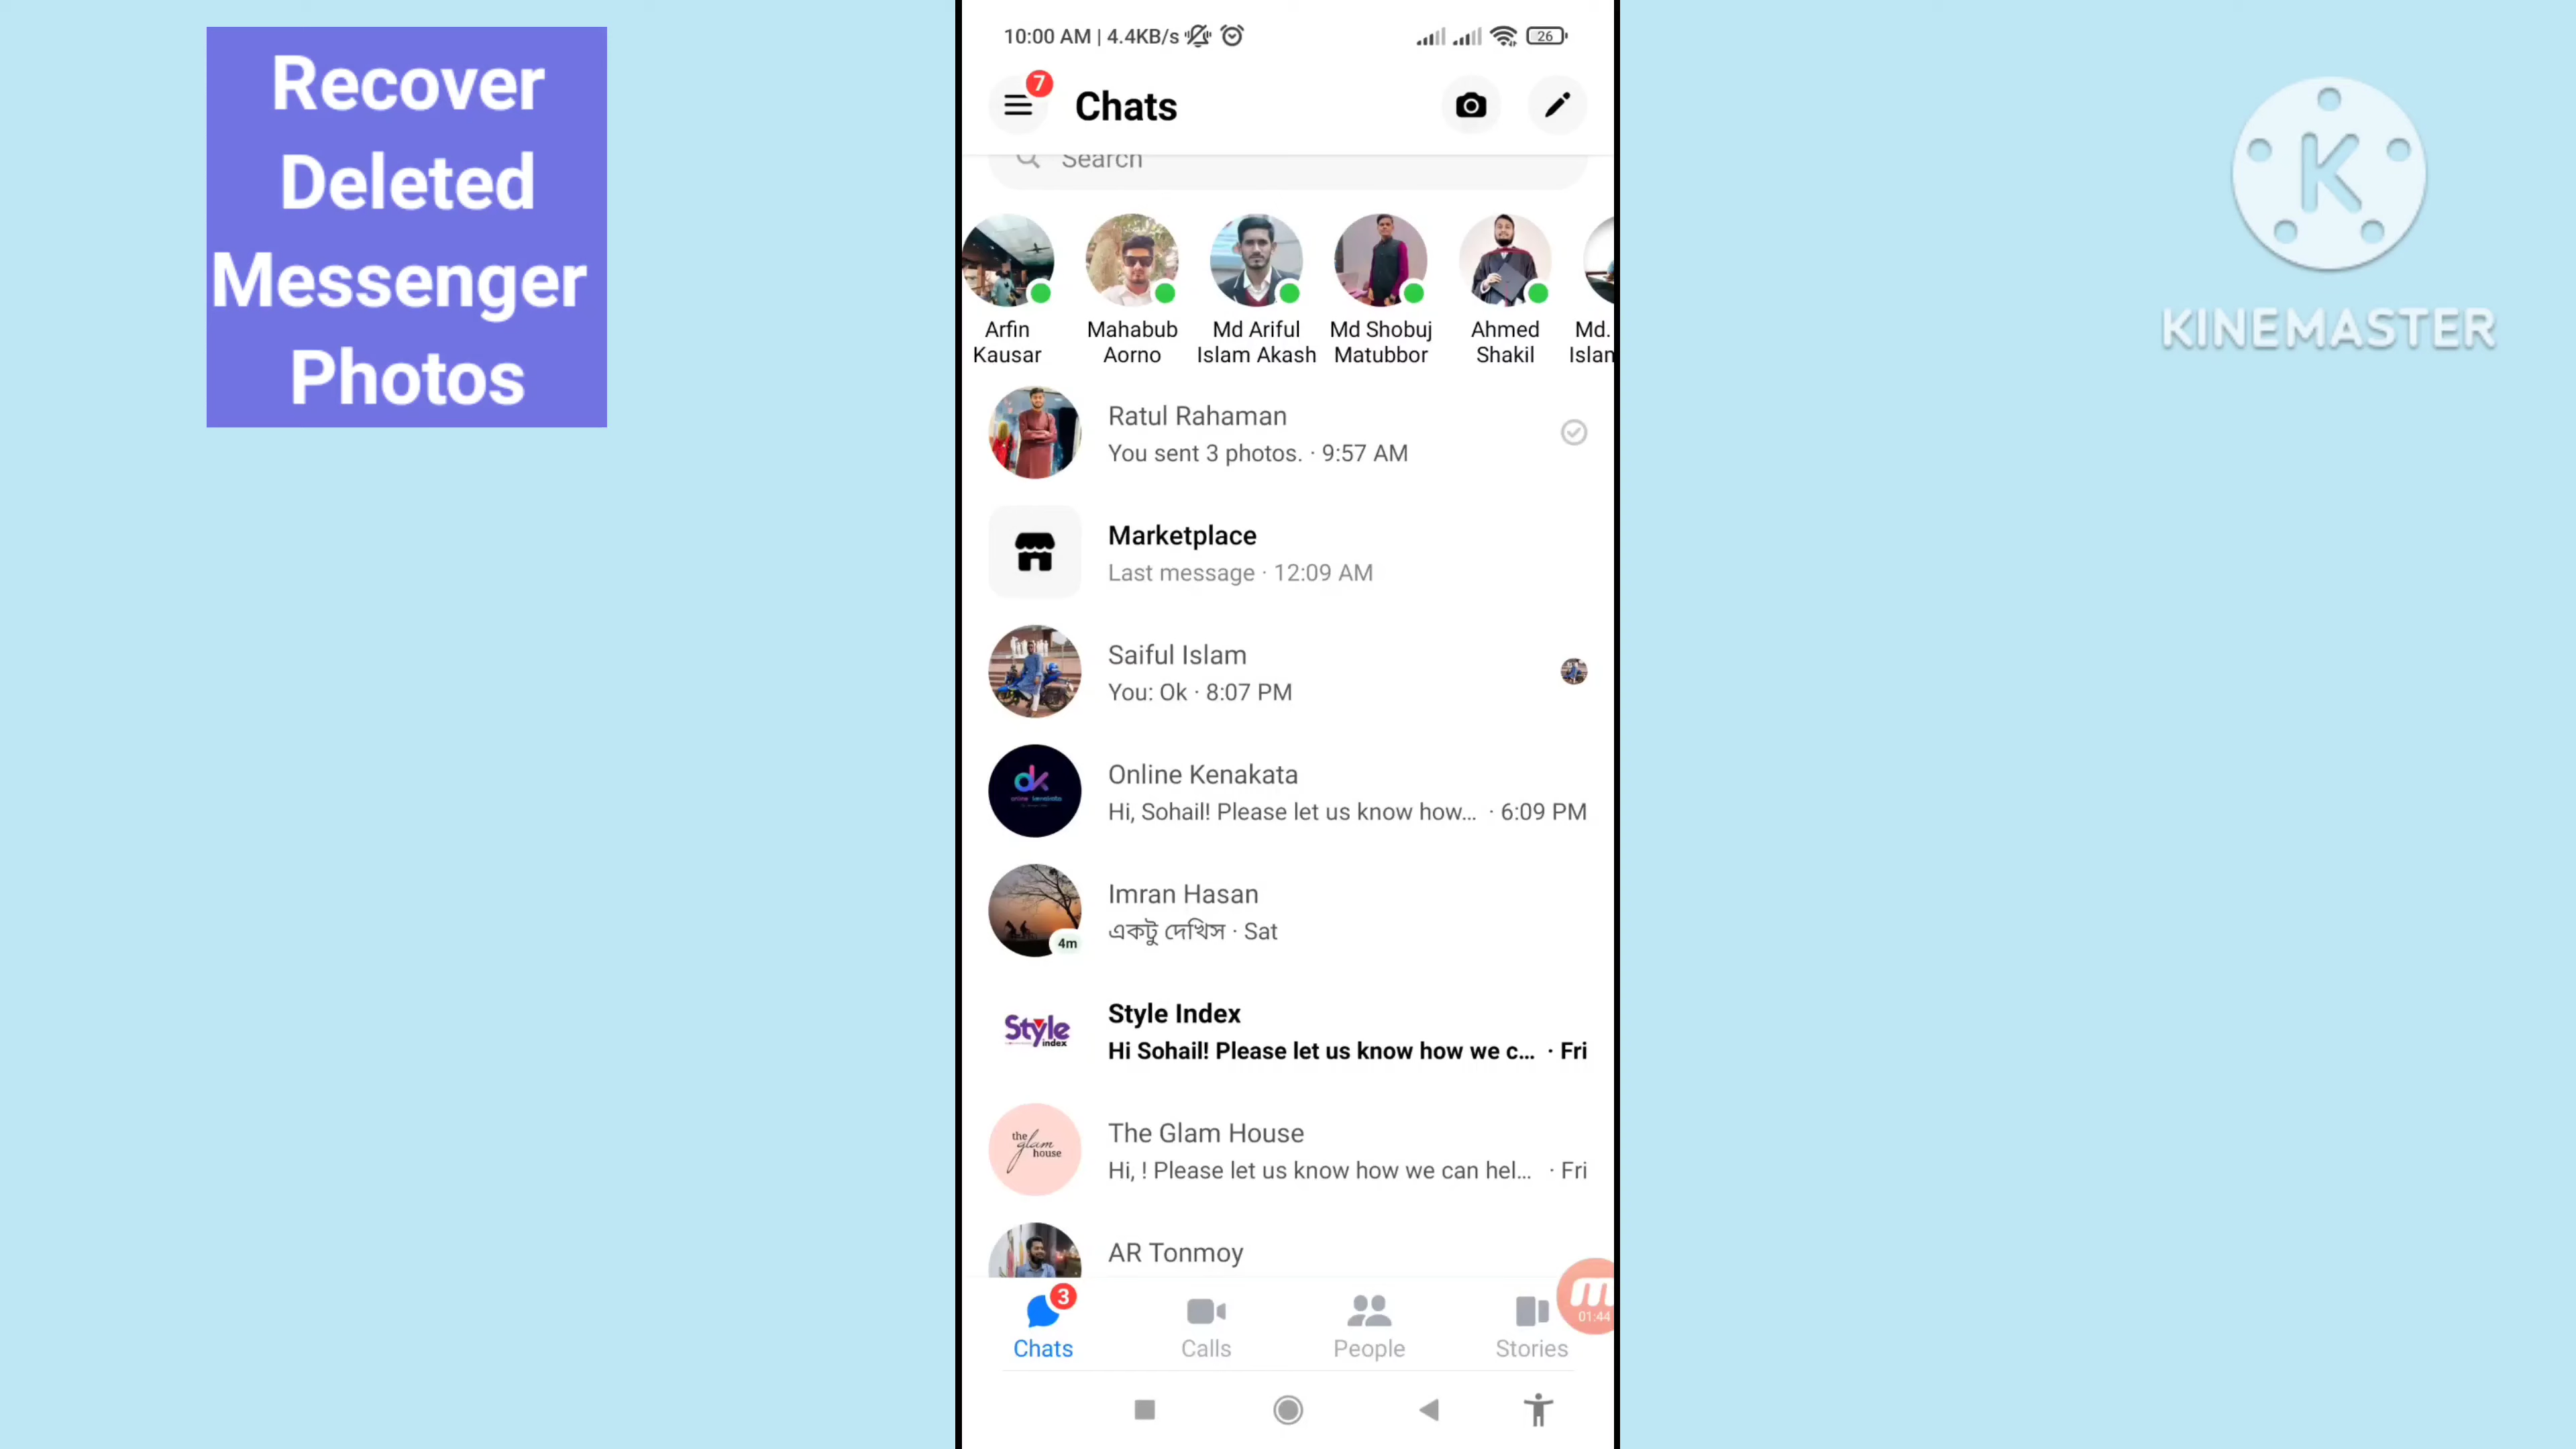 Recover
Deleted
Messenger
Photos
10:00 AM | 4.4KB/s
26
7
Chats
Search
Arfin
Kausar
Mahabub
Aorno
Md Ariful
Islam Akash
Md Shobuj
Matubbor
Ahmed
Shakil
Md.
Islam
Ratul Rahaman
You sent 3 photos. · 9:57 AM
Marketplace
Last message · 12:09 AM
Saiful Islam
You: Ok · 8:07 PM
Online Kenakata
Hi, Sohail! Please let us know how... · 6:09 PM
dk
online kenakata
Imran Hasan
একটু দেখিস · Sat
4m
Style Index
Hi Sohail! Please let us know how we c... · Fri
Style
index
The Glam House
Hi, ! Please let us know how we can hel... · Fri
the
glam
house
AR Tonmoy
3
Chats
Calls
People
Stories
01:44
K
KINEMASTER